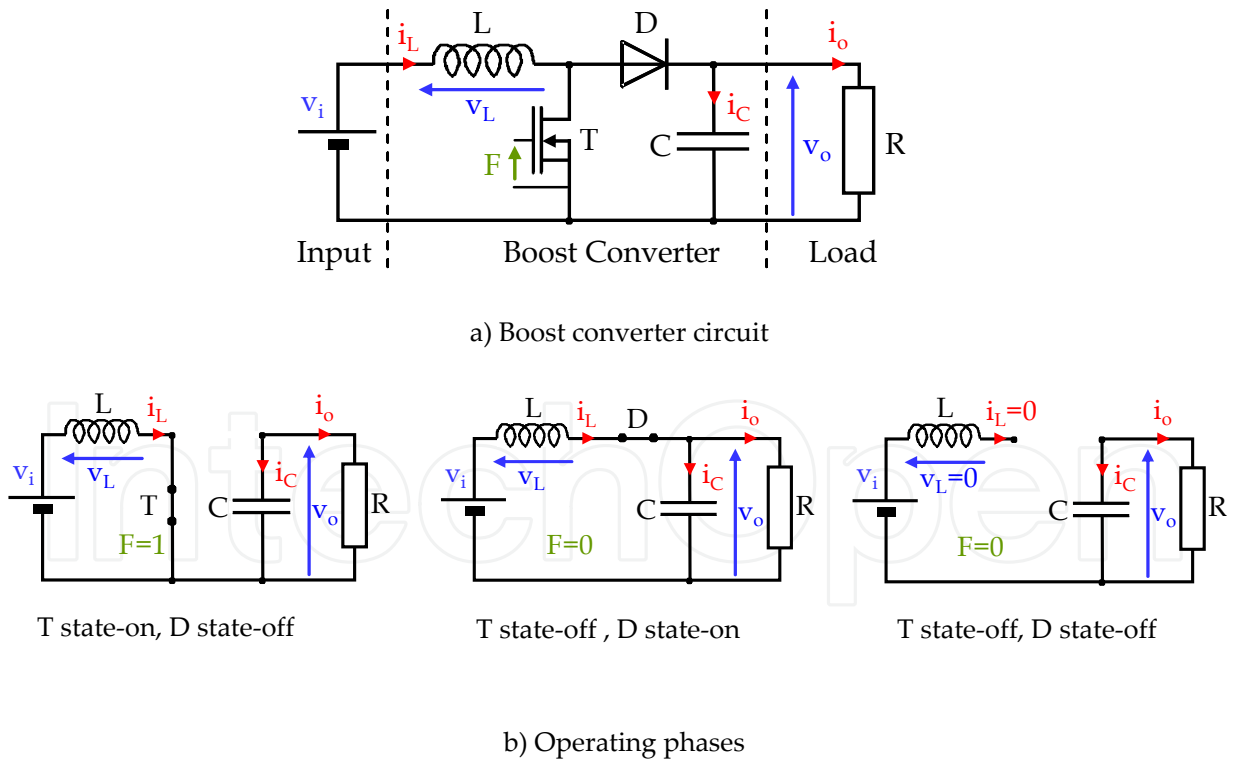 L
D
i_L
i_o
v_i
v_L
i_C
T
C
F
v_o
R
Input
Boost Converter
Load
a) Boost converter circuit
L
i_L
i_o
v_i
v_L
i_C
T
C
R
v_o
F=1
L
i_L
D
i_o
v_i
v_L
i_C
C
R
v_o
F=0
L
i_L=0
i_o
v_i
v_L=0
i_C
C
R
v_o
F=0
IntechOpen
T state-on, D state-off
T state-off , D state-on
T state-off, D state-off
b) Operating phases